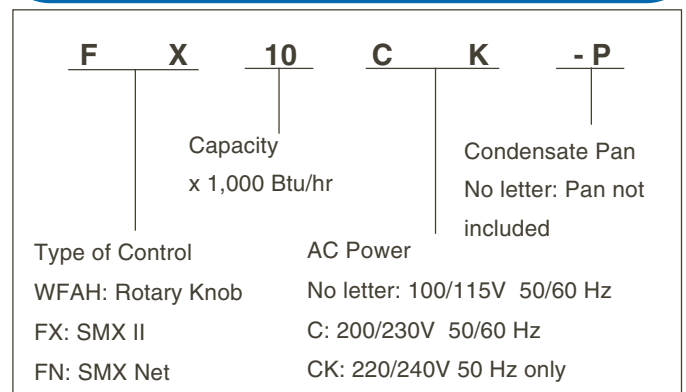 F X 10 C K - P
Capacity
x 1,000 Btu/hr
Condensate Pan
No letter: Pan not
included
Type of Control
WFAH: Rotary Knob
FX: SMX II
FN: SMX Net
AC Power
No letter: 100/115V 50/60 Hz
C: 200/230V 50/60 Hz
CK: 220/240V 50 Hz only